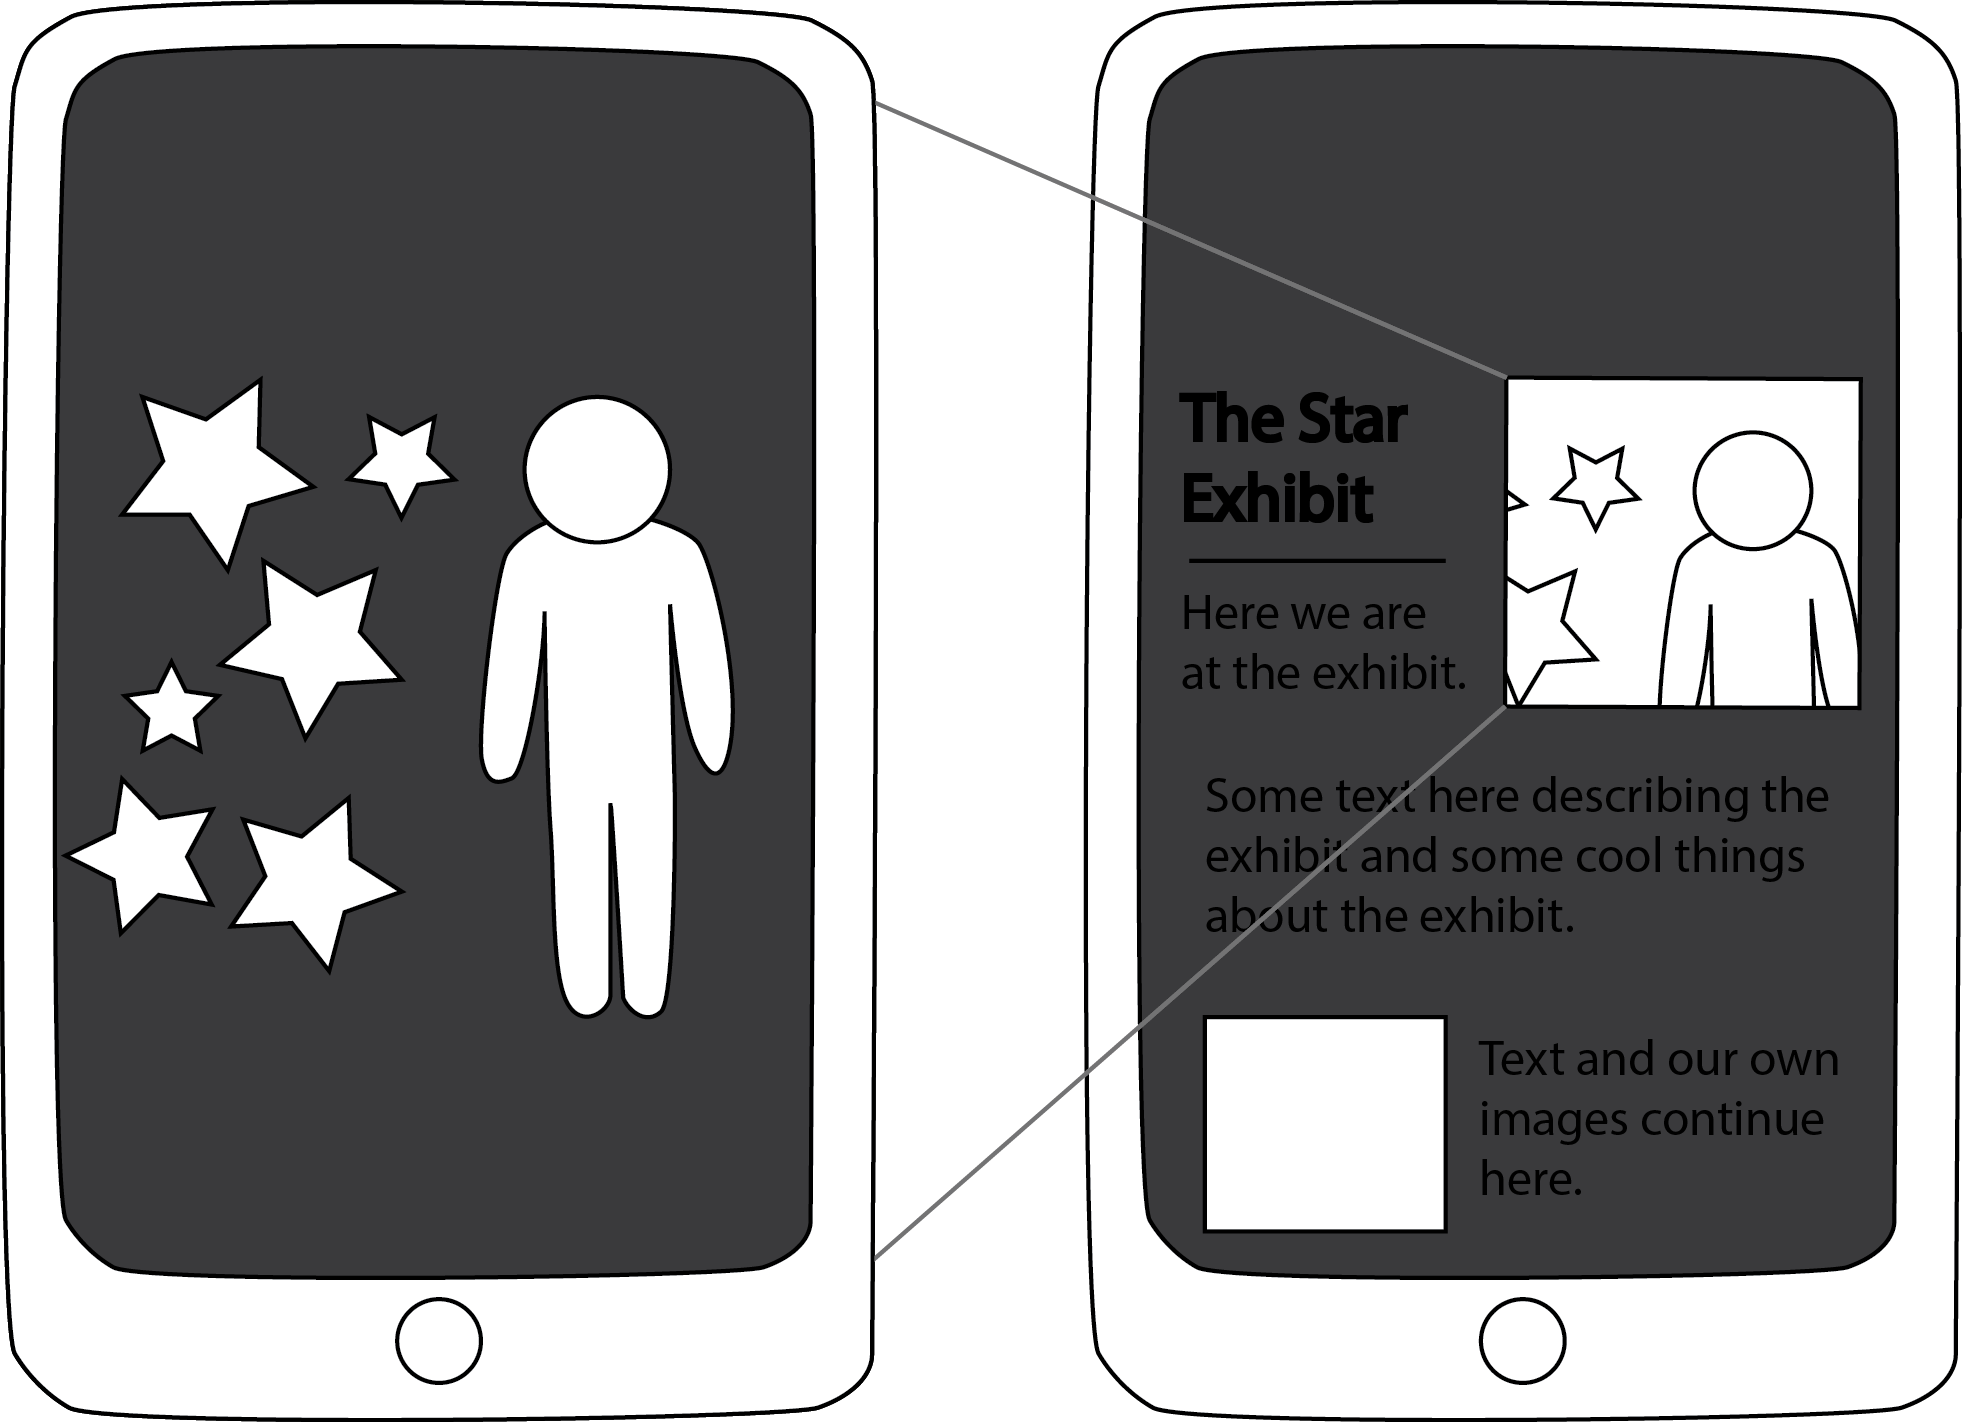 The Star
Exhibit
Here we are
at the exhibit.
Some text here describing the
exhibit and some cool things
about the exhibit.
Text and our own
images continue
here.